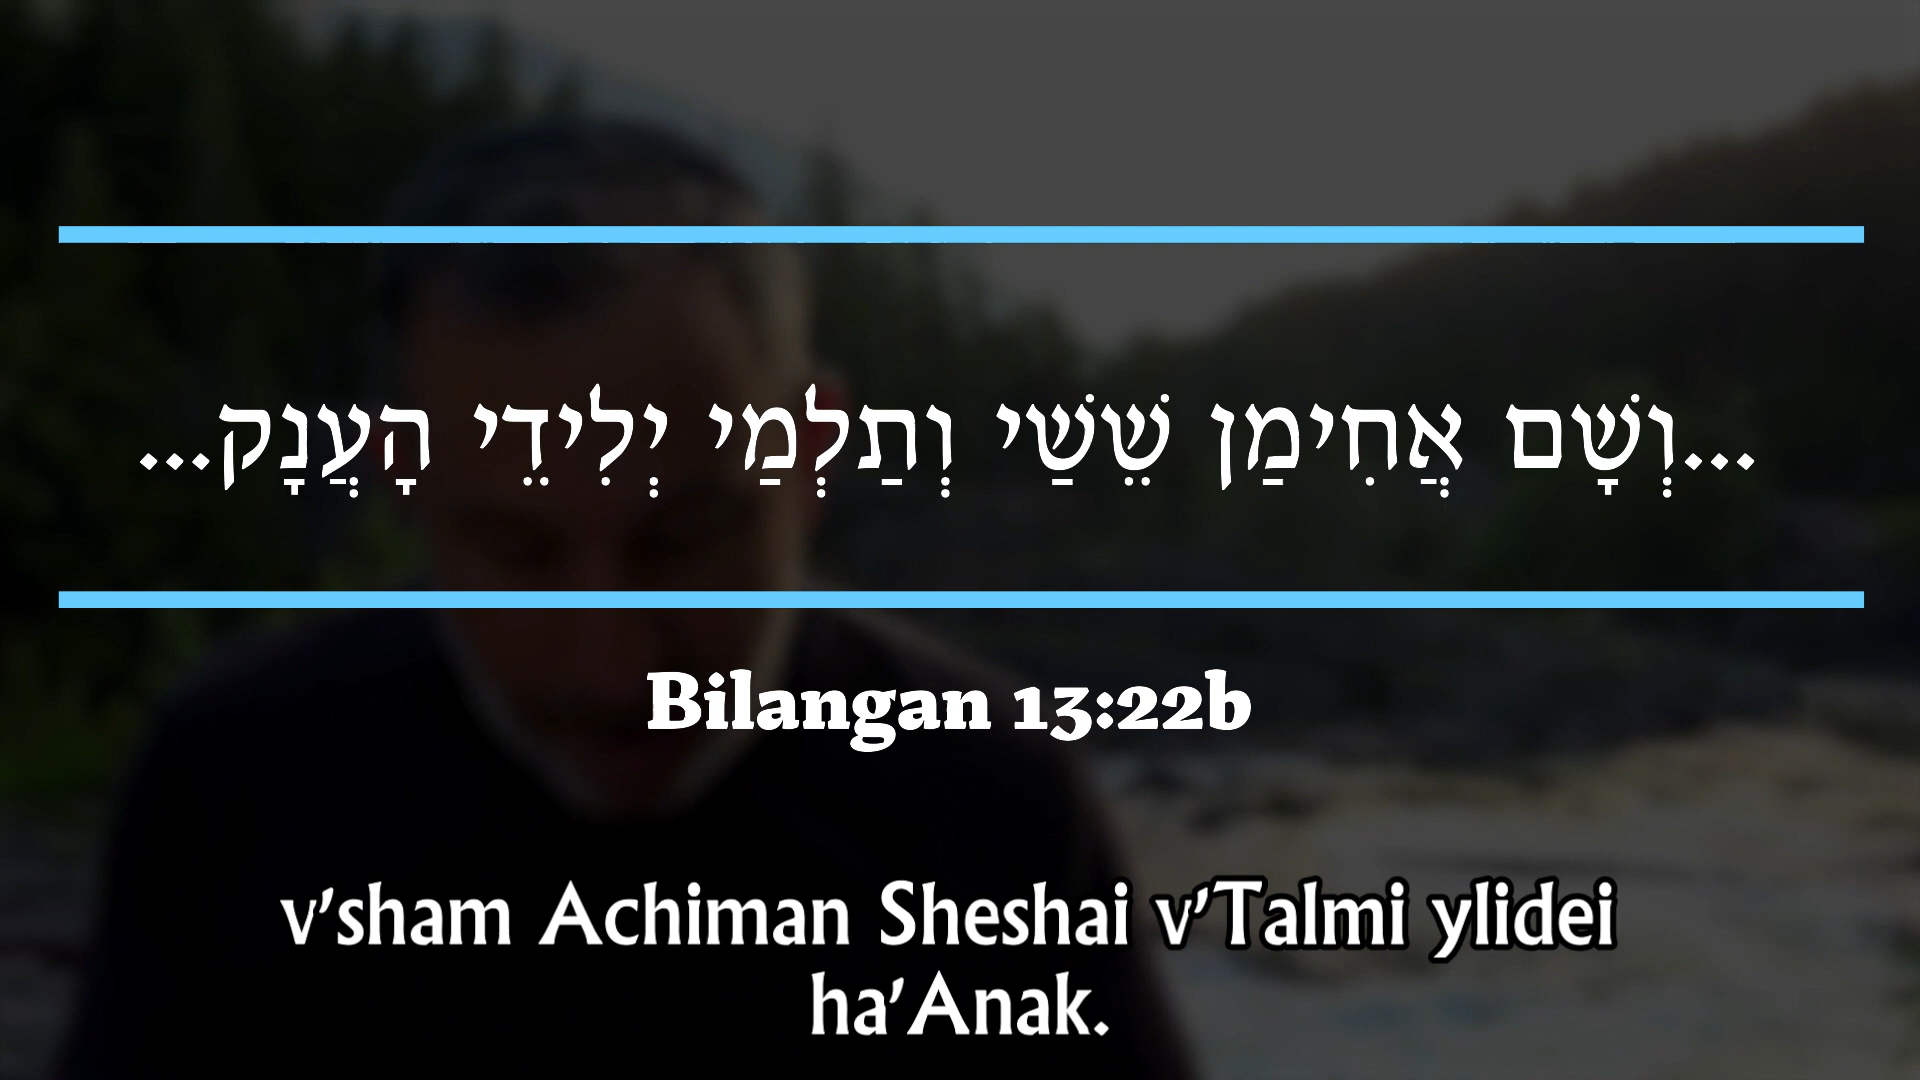 ...וְשָׁם אֲחִימַן שֵׁשַׁי וְתַלְמַי יְלִידֵי הָעֲנָק...
Bilangan 13:22b
v'sham Achiman Sheshai v'Talmi ylidei
ha'Anak.